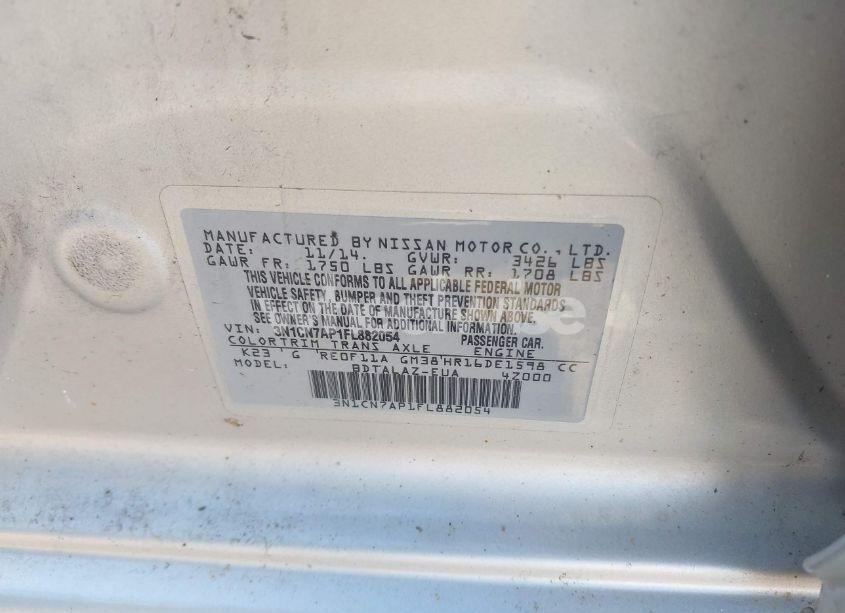 MANUFACTURED BY NISSAN MOTOR CO., LTD.
DATE: 11/14. GVWR: 3426 LBS
GAWR FR: 1750 LBS GAWR RR: 1708 LBS
THIS VEHICLE CONFORMS TO ALL APPLICABLE FEDERAL MOTOR
VEHICLE SAFETY, BUMPER AND THEFT PREVENTION STANDARDS
IN EFFECT ON THE DATE OF MANUFACTURE SHOWN ABOVE.
SEE OWNER'S MANUAL FOR ADDITIONAL INFORMATION.
VIN: 3N1CN7AP1FL882054 PASSENGER CAR.
COLOR TRIM TRANS AXLE ENGINE
K23 'G 'RE0F11A GM38'HR16DE1598 CC
BDTALAZ-EUA 4Z000
3N1CN7AP1FL882054